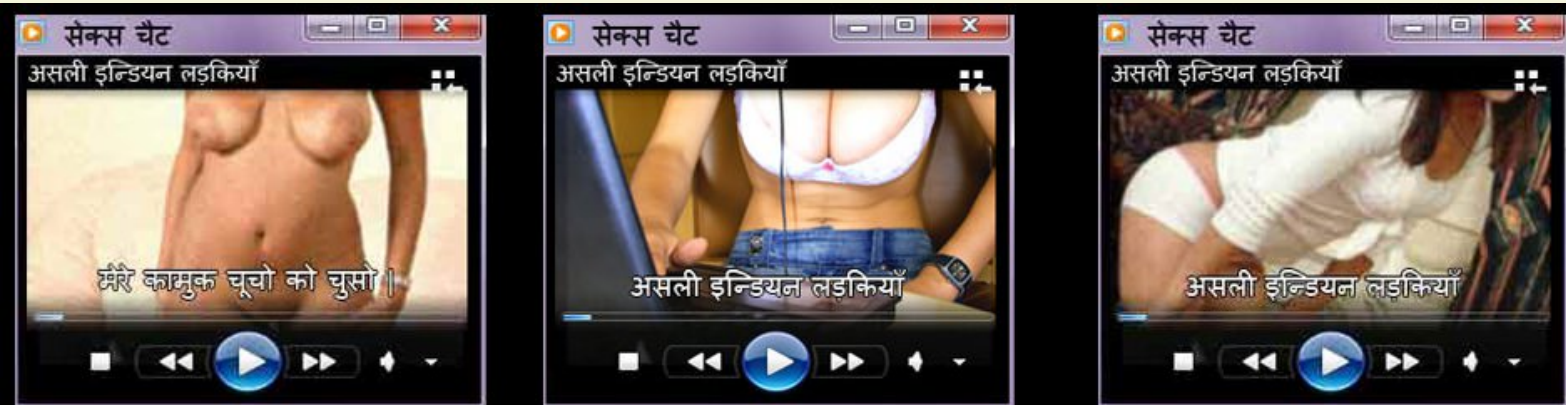 सेक्स चैट
असली इन्डियन लड़कियाँ
मेरे कामुक चूचो को चुसो |
सेक्स चैट
असली इन्डियन लड़कियाँ
असली इन्डियन लड़कियाँ
सेक्स चैट
असली इन्डियन लड़कियाँ
असली इन्डियन लड़कियाँ